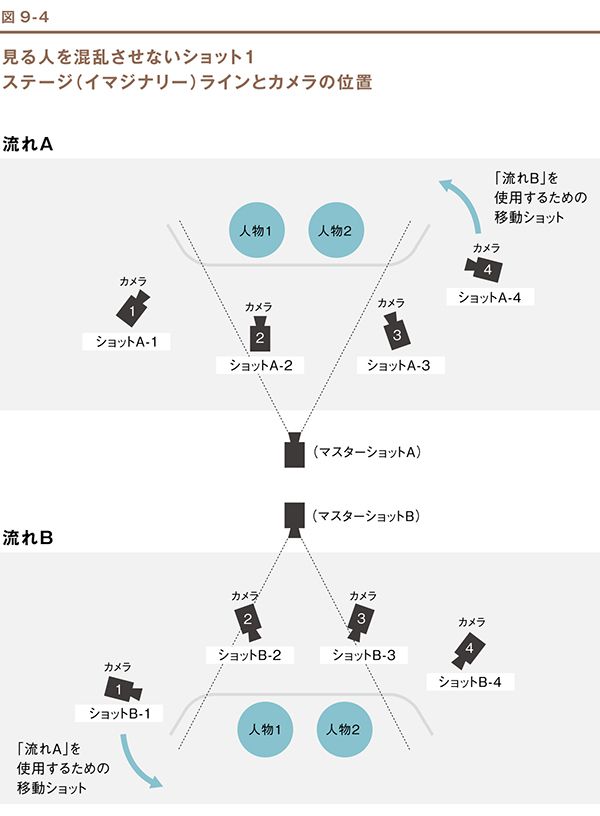 図 9-4
見る人を混乱させないショット1
ステージ（イマジナリー）ラインとカメラの位置
流れA
「流れB」を
使用するための
移動ショット
人物1
人物2
カメラ
4
ショットA-4
カメラ
1
ショットA-1
カメラ
2
ショットA-2
カメラ
3
ショットA-3
（マスターショットA）
（マスターショットB）
流れB
カメラ
2
ショットB-2
カメラ
3
ショットB-3
カメラ
4
ショットB-4
カメラ
1
ショットB-1
人物1
人物2
「流れA」を
使用するための
移動ショット